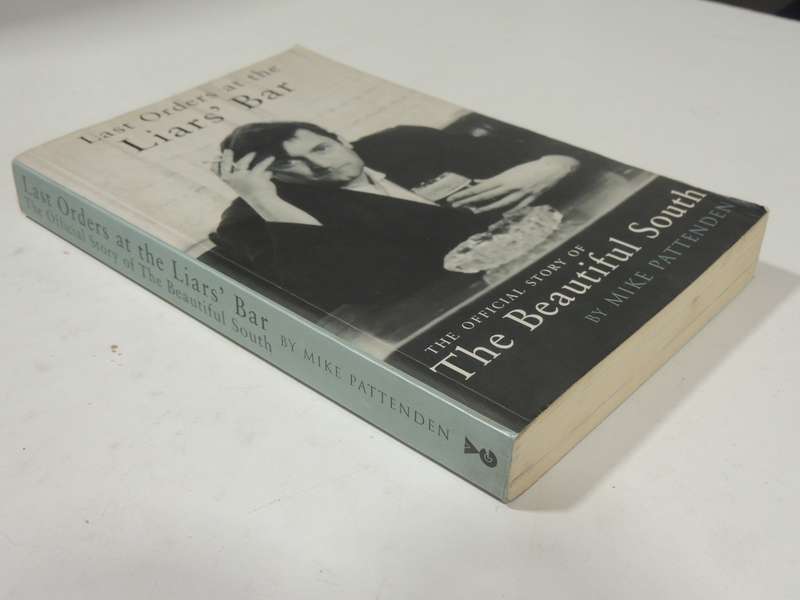 Last Orders at the
Liars' Bar
THE OFFICIAL STORY OF
The Beautiful South
BY MIKE PATTENDEN
Last Orders at the Liars' Bar
The Official Story of The Beautiful South
BY MIKE PATTENDEN